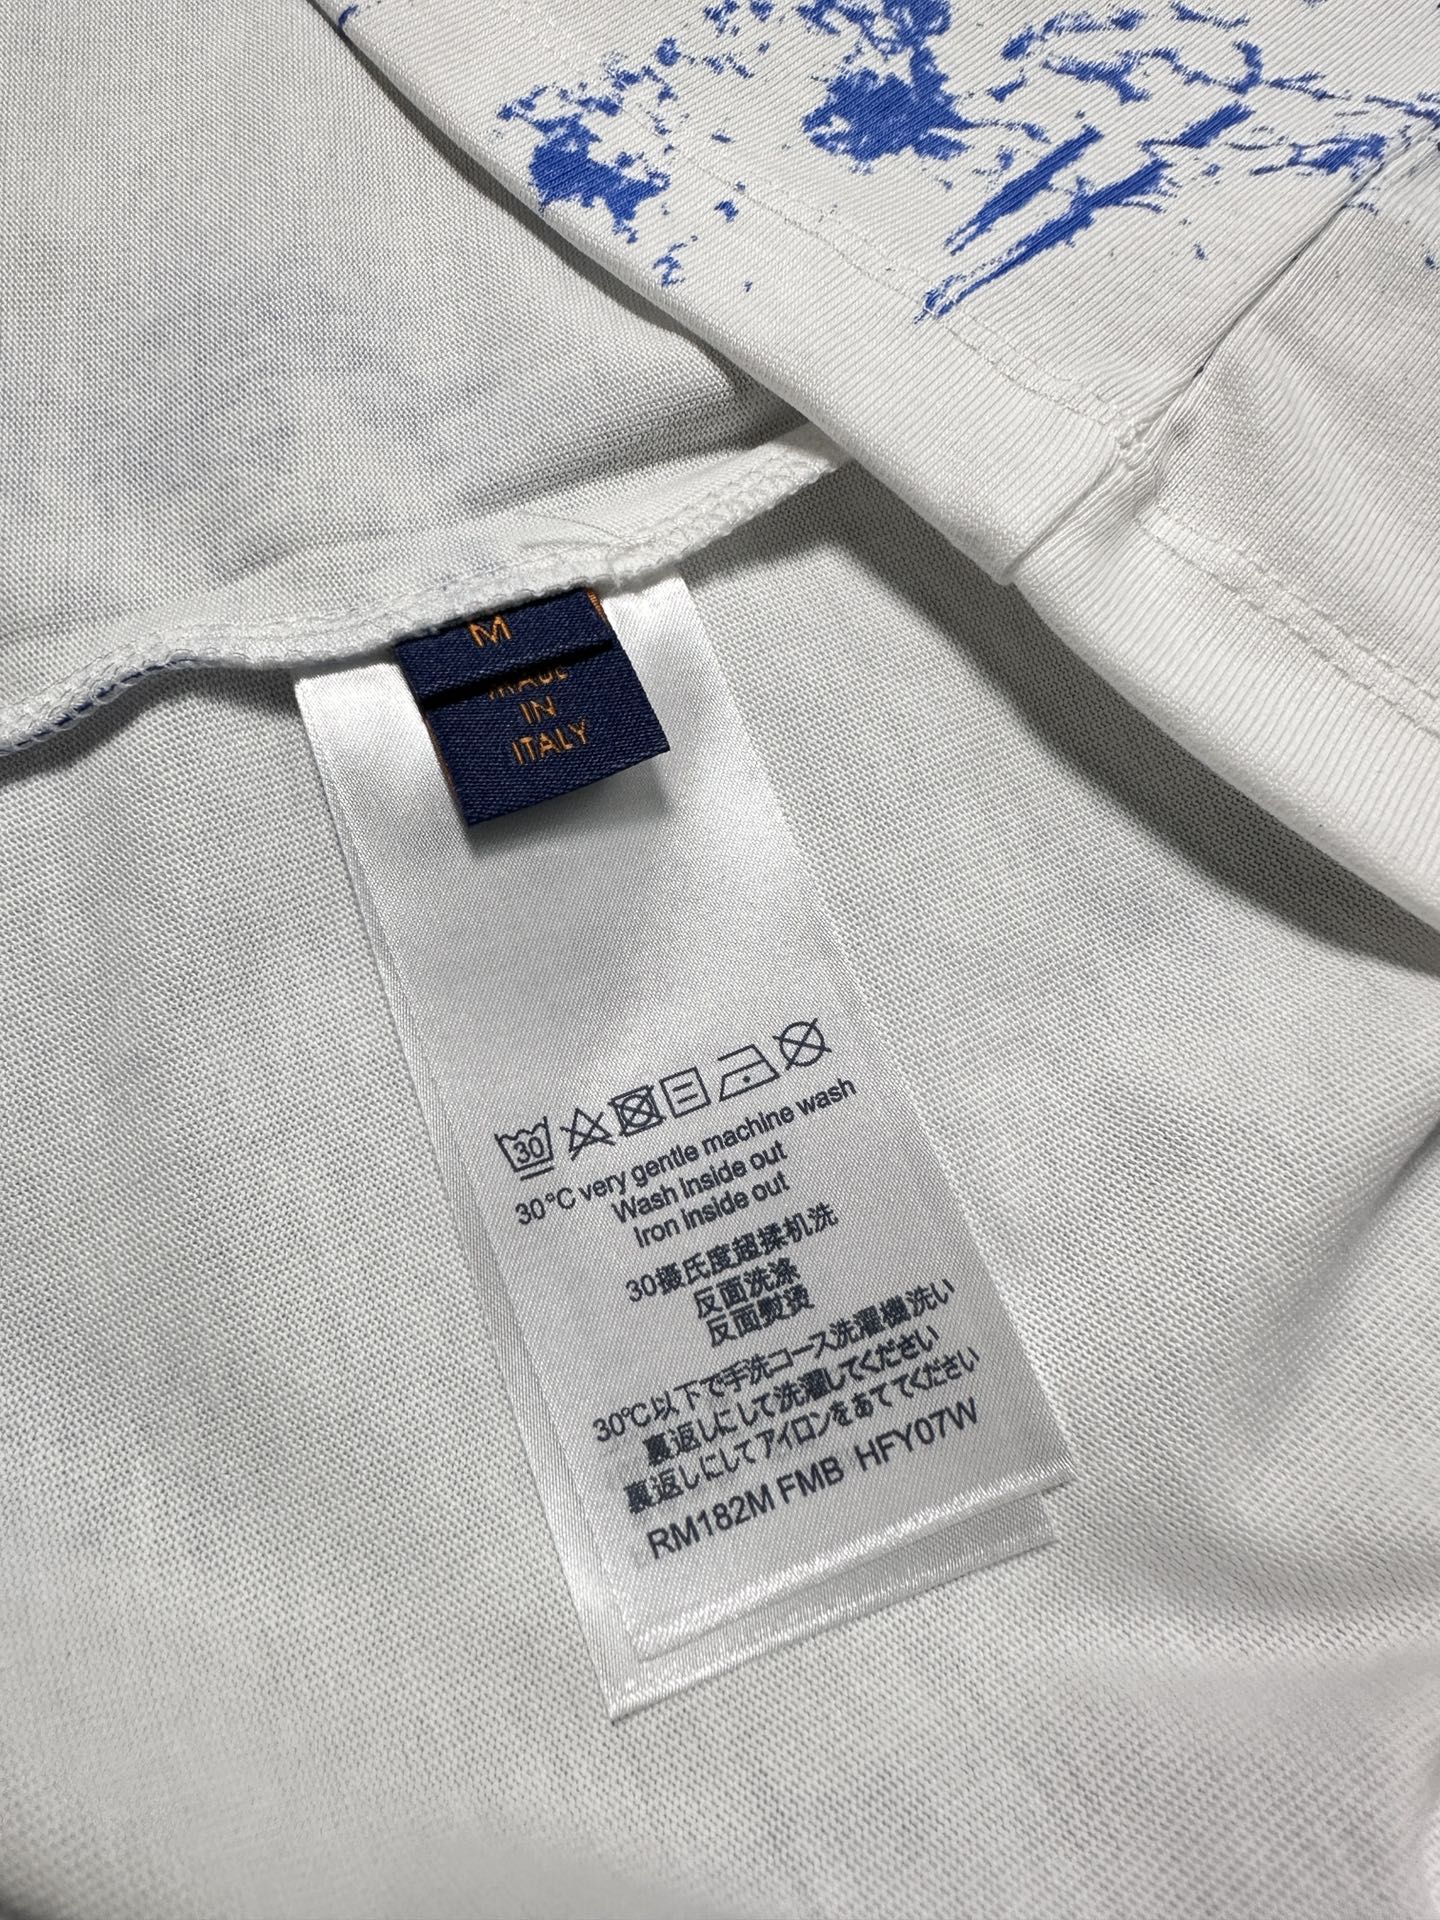 M
MADE
IN
ITALY
30
30°C very gentle machine wash
Wash inside out
Iron inside out
30摄氏度超揉机洗
反面洗涤
反面熨烫
30℃以下で手洗コース洗濯機洗い
裏返しにして洗濯してください
裏返しにしてアイロンをあててください
RM182M FMB HFY07W